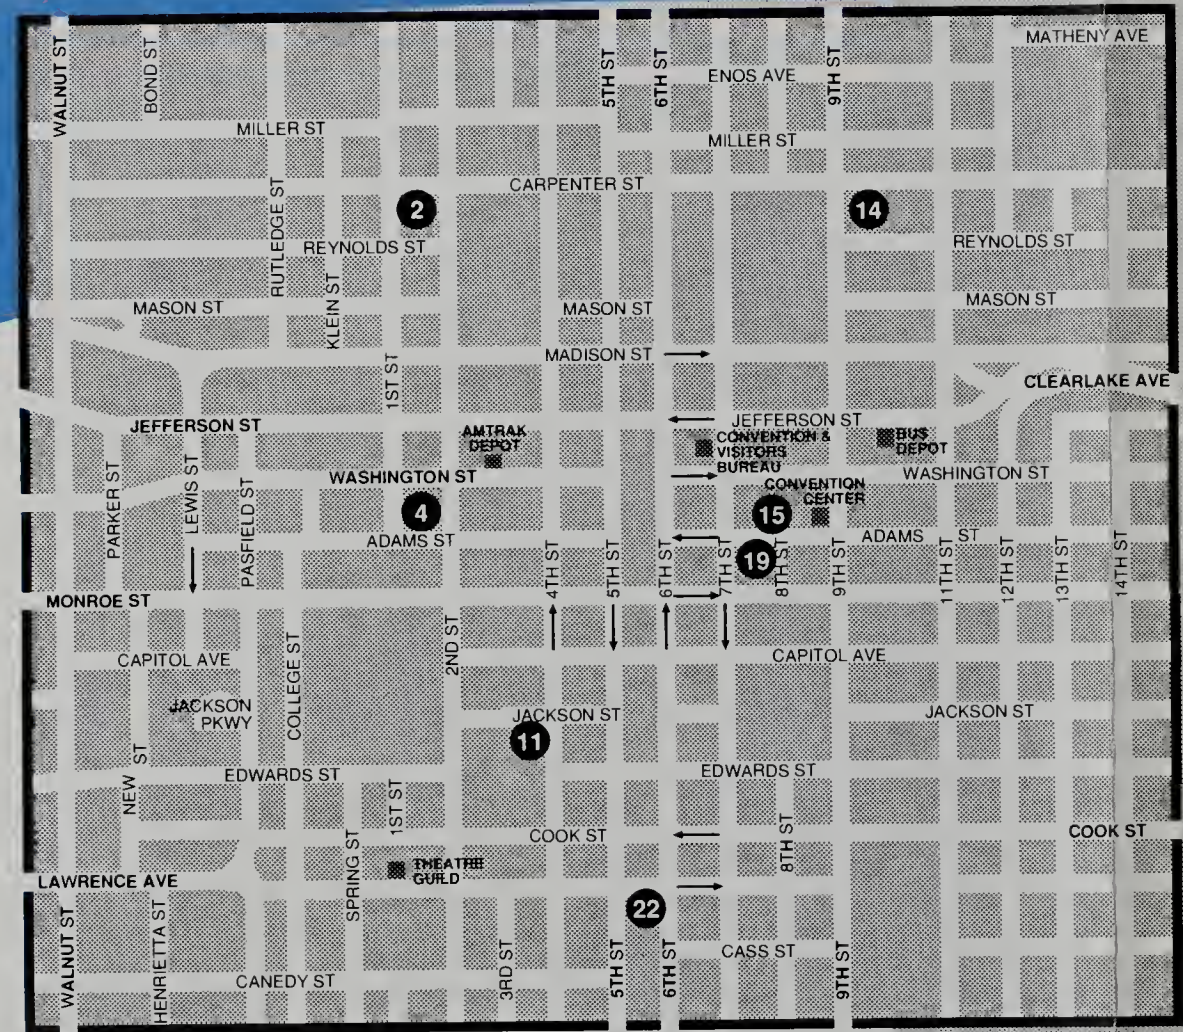 MATHENY AVE
WALNUT ST
BOND ST
5TH ST
6TH ST
ENOS AVE
9TH ST
MILLER ST
MILLER ST
CARPENTER ST
2
14
RUTLEDGE ST
REYNOLDS ST
REYNOLDS ST
KLEIN ST
MASON ST
MASON ST
MASON ST
MADISON ST
1ST ST
CLEARLAKE AVE
JEFFERSON ST
JEFFERSON ST
AMTRAK
DEPOT
CONVENTION &
VISITORS
BUREAU
BUS
DEPOT
WASHINGTON ST
WASHINGTON ST
PARKER ST
LEWIS ST
PASFIELD ST
CONVENTION
CENTER
4
15
ADAMS ST
ADAMS ST
19
4TH ST
5TH ST
6TH ST
7TH ST
8TH ST
9TH ST
11TH ST
12TH ST
13TH ST
14TH ST
MONROE ST
2ND ST
COLLEGE ST
CAPITOL AVE
CAPITOL AVE
JACKSON
PKWY
JACKSON ST
JACKSON ST
11
NEW ST
EDWARDS ST
EDWARDS ST
1ST ST
COOK ST
COOK ST
8TH ST
SPRING ST
THEATRE
GUILD
LAWRENCE AVE
22
WALNUT ST
HENRIETTA ST
3RD ST
5TH ST
6TH ST
CASS ST
9TH ST
CANEDY ST